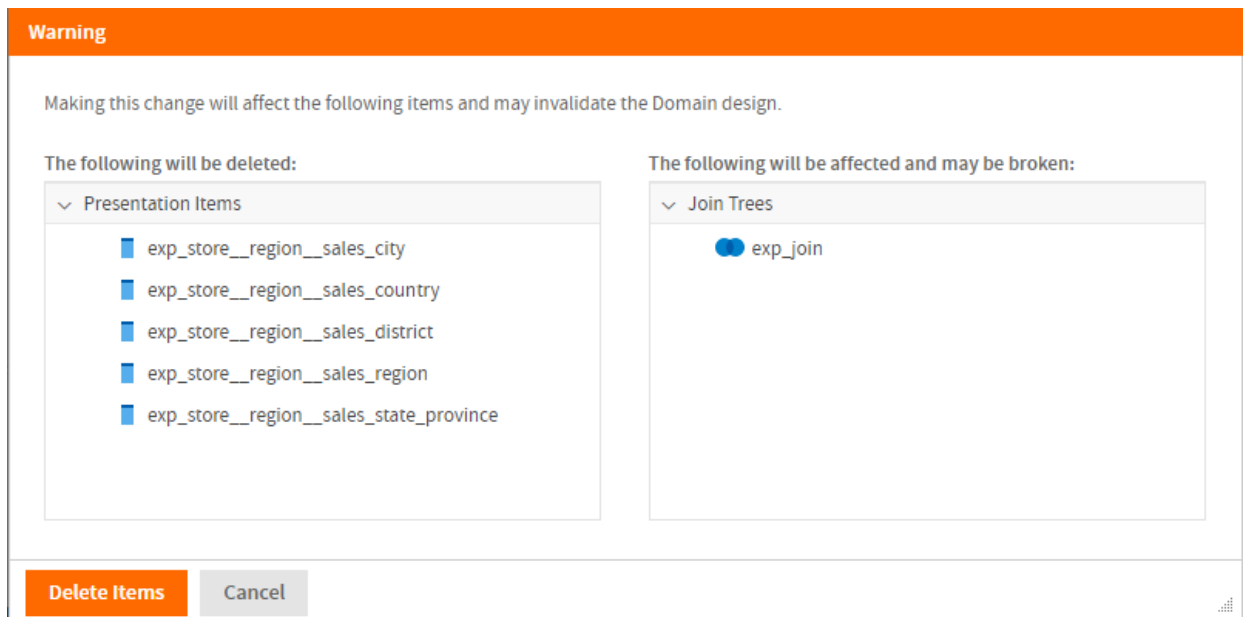 Warning
Making this change will affect the following items and may invalidate the Domain design.
The following will be deleted:
Presentation Items
exp_store__region__sales_city
exp_store__region__sales_country
exp_store__region__sales_district
exp_store__region__sales_region
exp_store__region__sales_state_province
The following will be affected and may be broken:
Join Trees
exp_join
Delete Items
Cancel